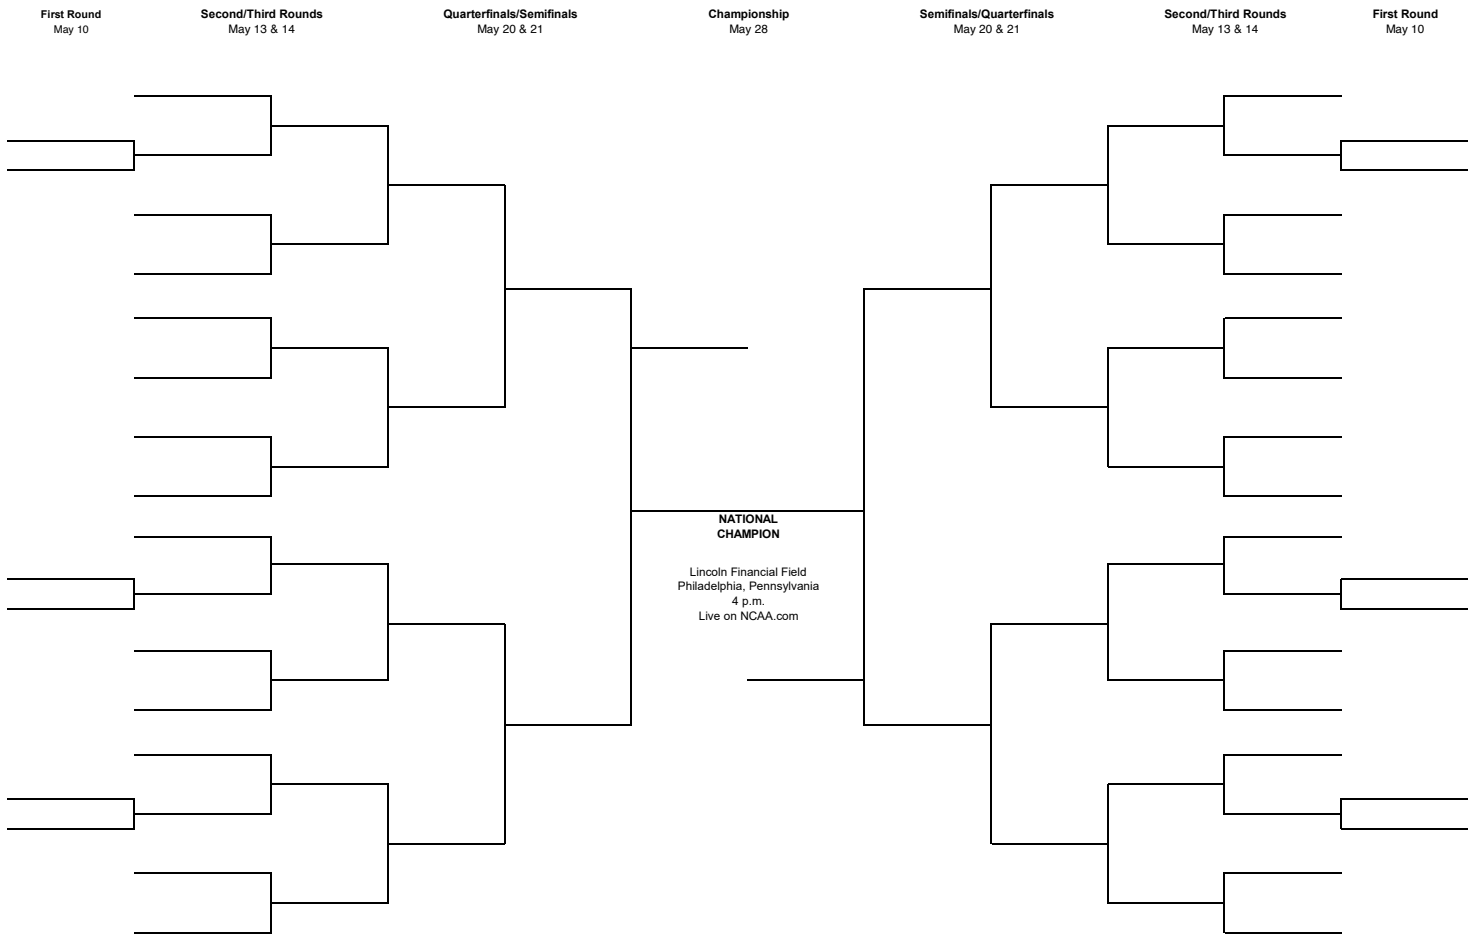 First Round
May 10
Second/Third Rounds
May 13 & 14
Quarterfinals/Semifinals
May 20 & 21
Championship
May 28
Semifinals/Quarterfinals
May 20 & 21
Second/Third Rounds
May 13 & 14
First Round
May 10
NATIONAL
CHAMPION
Lincoln Financial Field
Philadelphia, Pennsylvania
4 p.m.
Live on NCAA.com